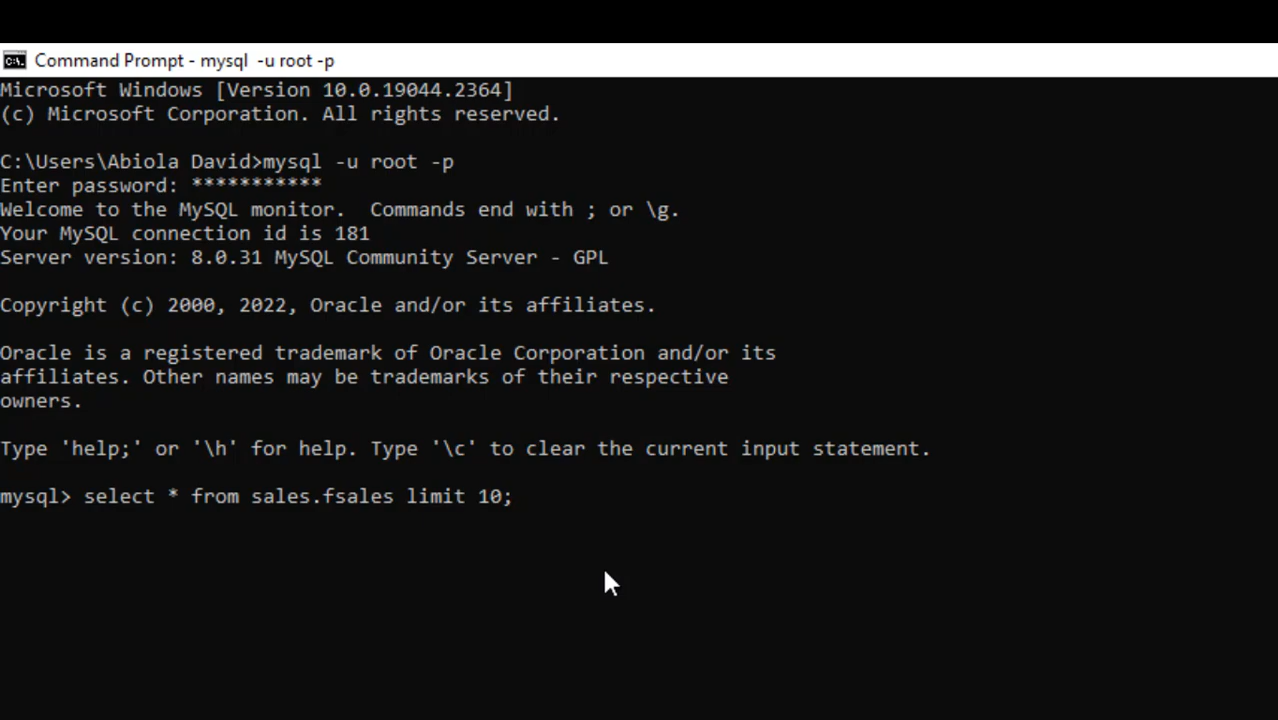 Command Prompt - mysql  -u root -p
Microsoft Windows [Version 10.0.19044.2364]
(c) Microsoft Corporation. All rights reserved.
C:\Users\Abiola David>mysql -u root -p
Enter password: ***********
Welcome to the MySQL monitor.  Commands end with ; or \g.
Your MySQL connection id is 181
Server version: 8.0.31 MySQL Community Server - GPL
Copyright (c) 2000, 2022, Oracle and/or its affiliates.
Oracle is a registered trademark of Oracle Corporation and/or its
affiliates. Other names may be trademarks of their respective
owners.
Type 'help;' or '\h' for help. Type '\c' to clear the current input statement.
mysql> select * from sales.fsales limit 10;